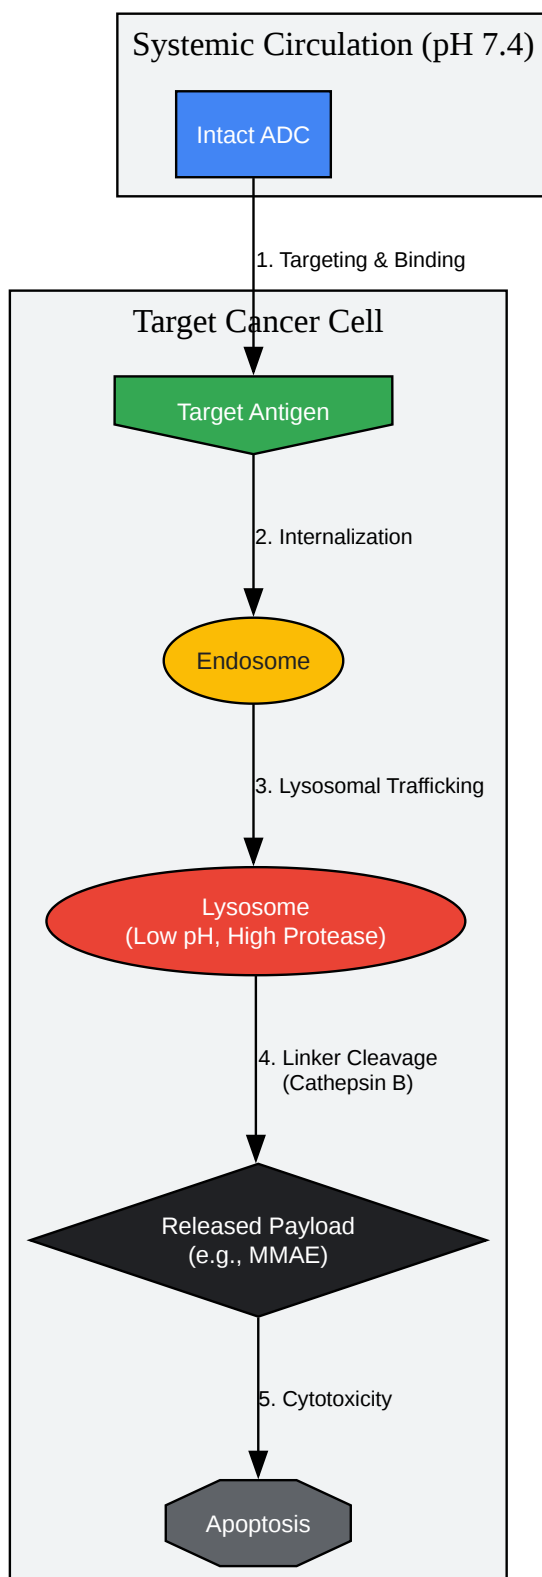 Systemic Circulation (pH 7.4)
Intact ADC
1. Targeting & Binding
Target Cancer Cell
Target Antigen
2. Internalization
Endosome
3. Lysosomal Trafficking
Lysosome
(Low pH, High Protease)
4. Linker Cleavage
(Cathepsin B)
Released Payload
(e.g., MMAE)
5. Cytotoxicity
Apoptosis